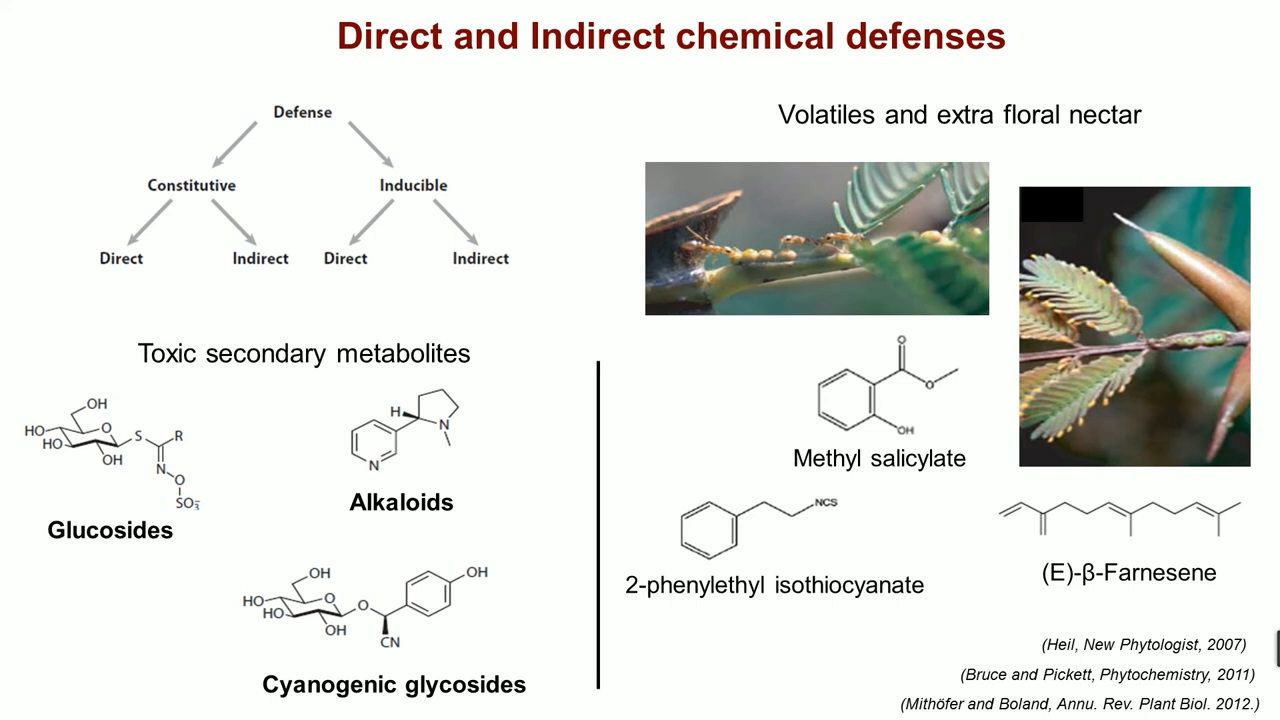 Direct and Indirect chemical defenses
Defense
Constitutive Inducible
Direct Indirect Direct Indirect
Toxic secondary metabolites
OH
HO
HO
O
OH
S
R
N
O
SO₃⁻
Glucosides
H
N
N
Alkaloids
OH
HO
HO
O
OH
O
CN
OH
Cyanogenic glycosides
Volatiles and extra floral nectar
O
O
OH
Methyl salicylate
NCS
2-phenylethyl isothiocyanate
(E)-β-Farnesene
(Heil, New Phytologist, 2007)
(Bruce and Pickett, Phytochemistry, 2011)
(Mithöfer and Boland, Annu. Rev. Plant Biol. 2012.)